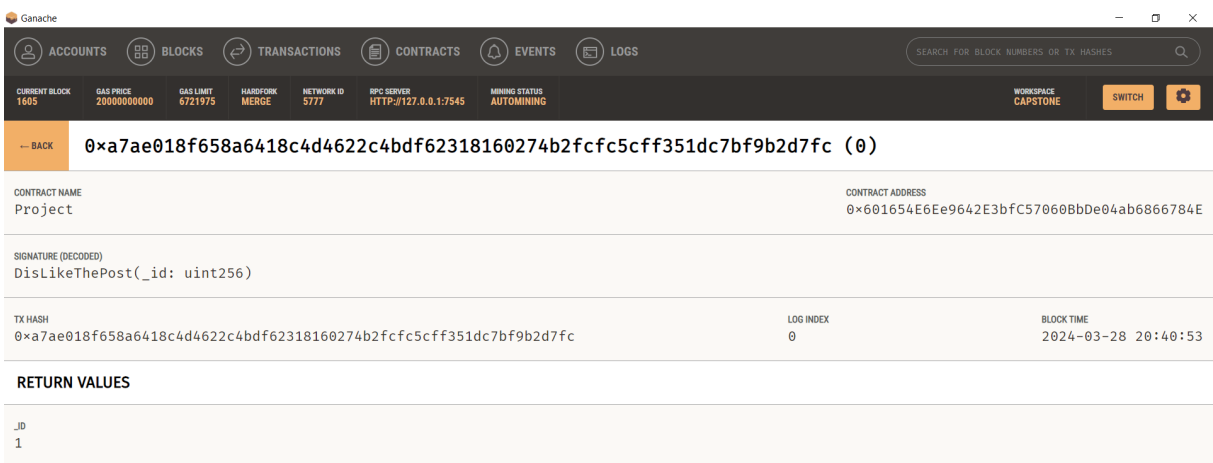 Ganache
ACCOUNTS BLOCKS TRANSACTIONS CONTRACTS EVENTS LOGS SEARCH FOR BLOCK NUMBERS OR TX HASHES
CURRENT BLOCK GAS PRICE GAS LIMIT HARDFORK NETWORK ID RPC SERVER MINING STATUS WORKSPACE
1605 20000000000 6721975 MERGE 5777 HTTP://127.0.0.1:7545 AUTOMINING CAPSTONE SWITCH
← BACK 0×a7ae018f658a6418c4d4622c4bdf62318160274b2fcfc5cff351dc7bf9b2d7fc (0)
CONTRACT NAME CONTRACT ADDRESS
Project 0×601654E6Ee9642E3bfC57060BbDe04ab6866784E
SIGNATURE (DECODED)
DisLikeThePost(_id: uint256)
TX HASH LOG INDEX BLOCK TIME
0×a7ae018f658a6418c4d4622c4bdf62318160274b2fcfc5cff351dc7bf9b2d7fc 0 2024-03-28 20:40:53
RETURN VALUES
_ID
1